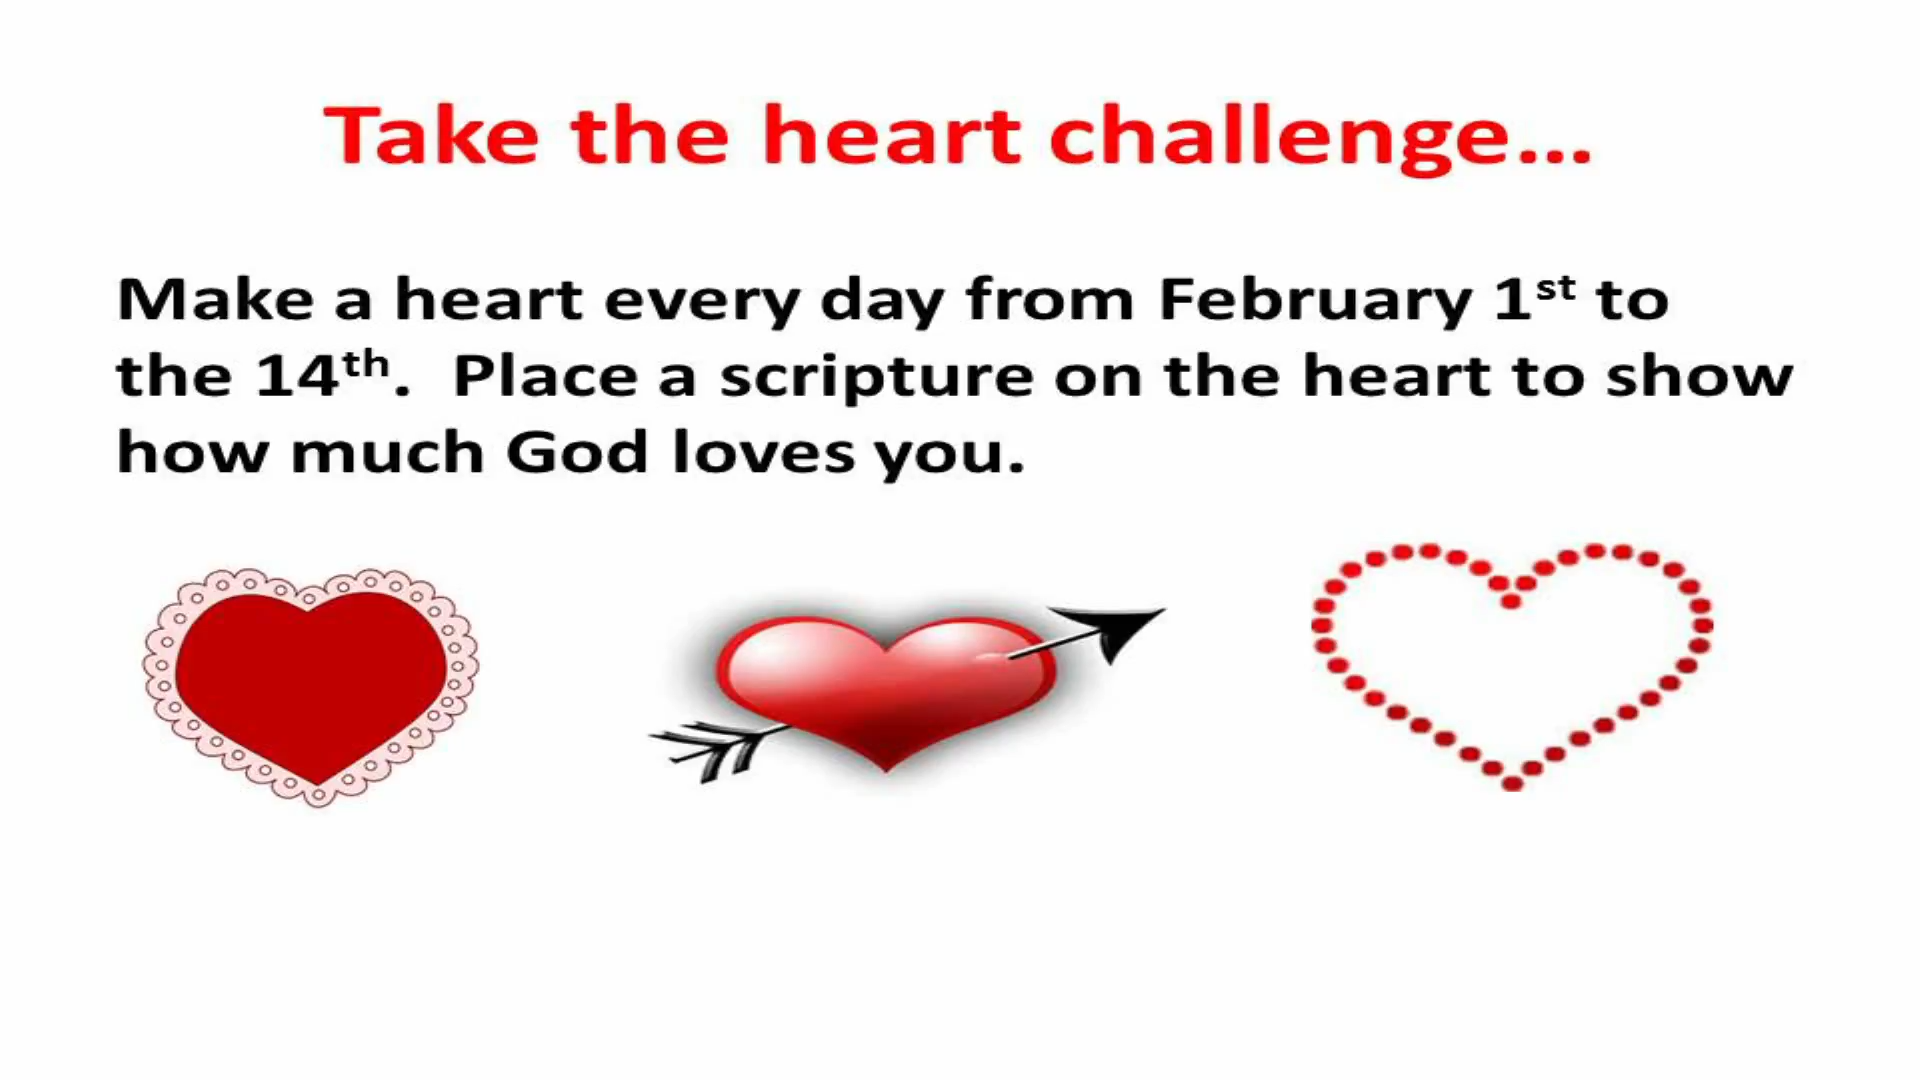 Take the heart challenge...
Make a heart every day from February 1st to
the 14th. Place a scripture on the heart to show
how much God loves you.